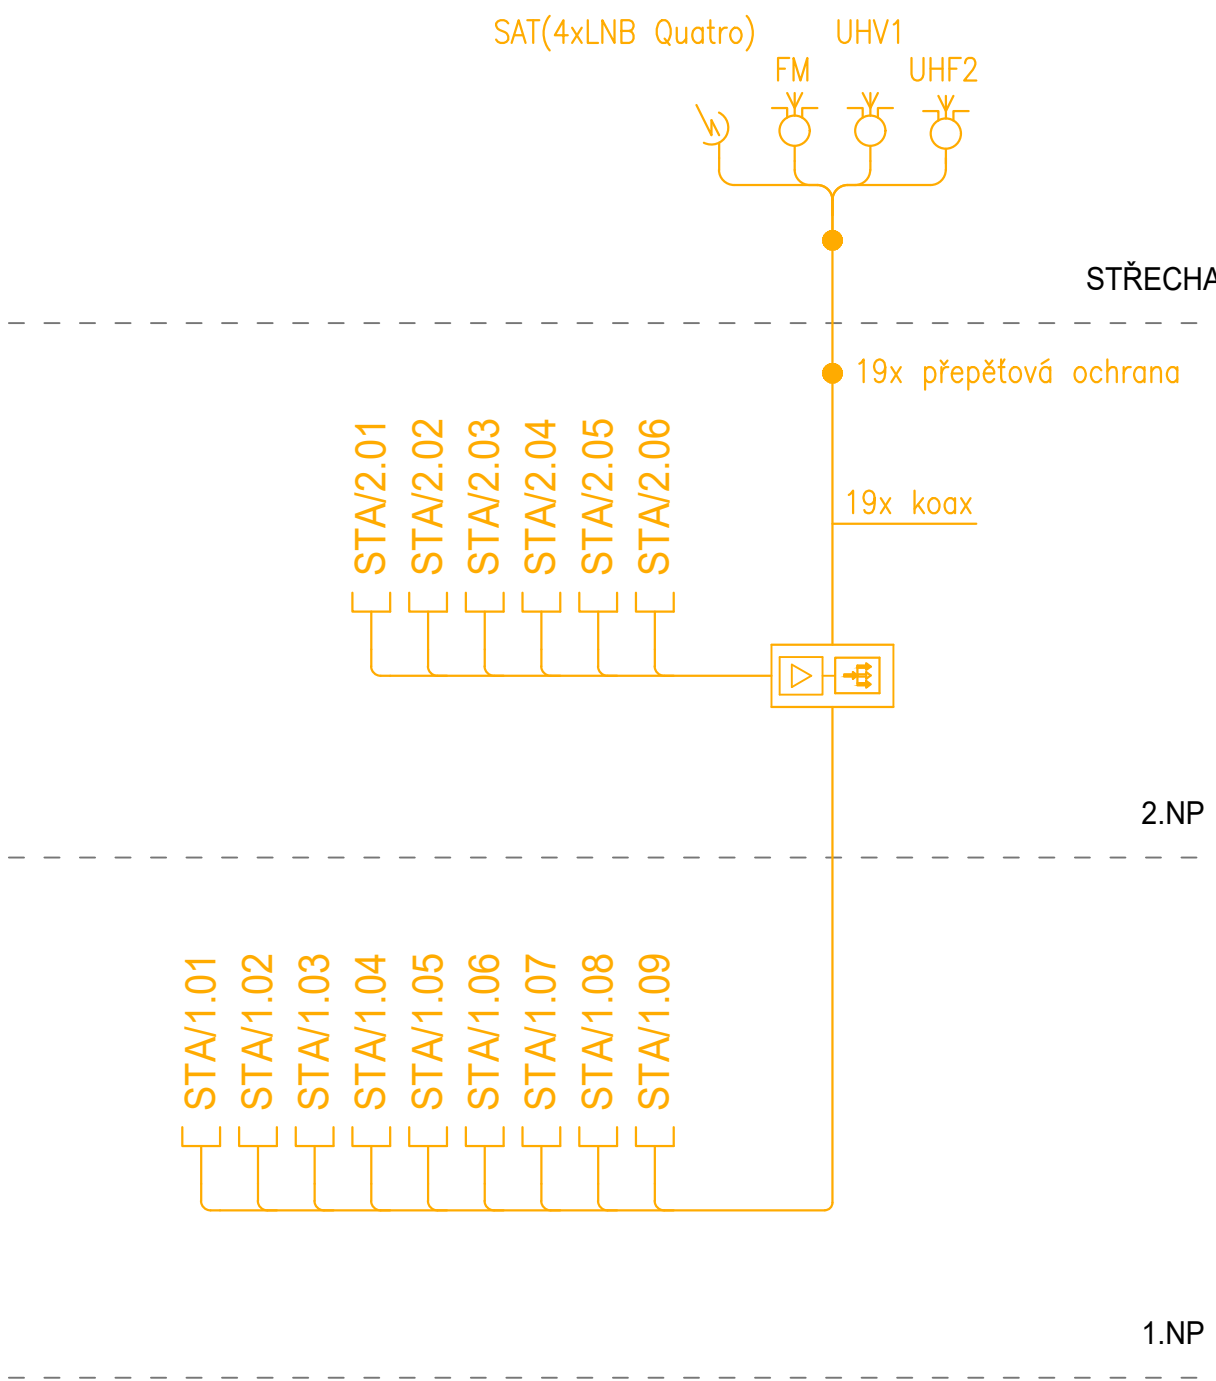 SAT(4xLNB Quatro)
UHV1
FM
UHF2
STŘECHA
19x přepěťová ochrana
STA/2.01
STA/2.02
STA/2.03
STA/2.04
STA/2.05
STA/2.06
19x koax
2.NP
STA/1.01
STA/1.02
STA/1.03
STA/1.04
STA/1.05
STA/1.06
STA/1.07
STA/1.08
STA/1.09
1.NP